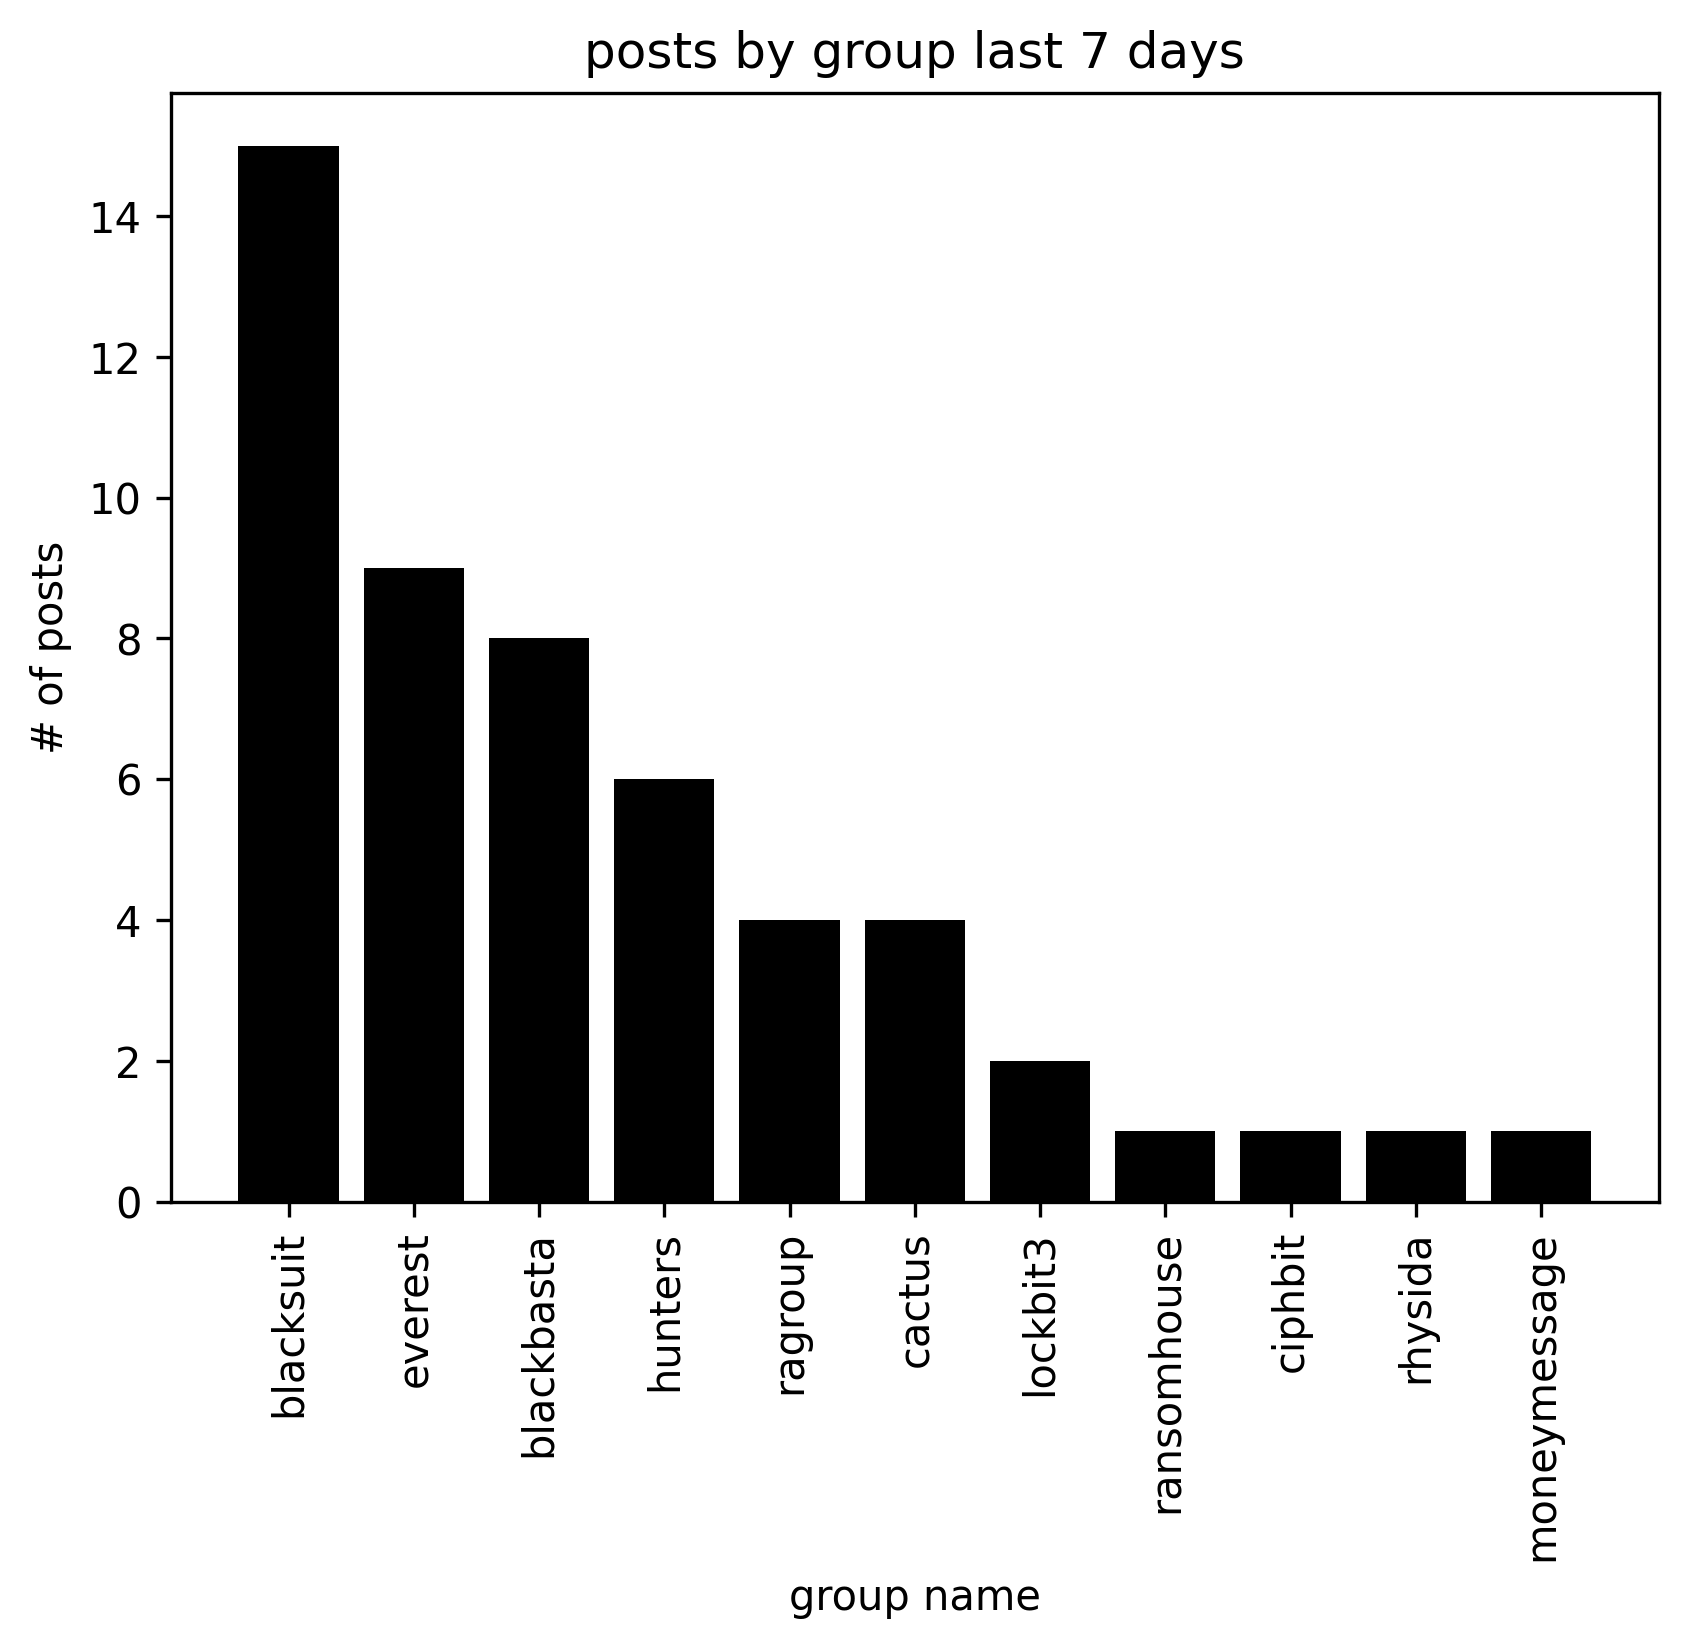 posts by group last 7 days
# of posts
14
12
10
8
6
4
2
0
blacksuit
everest
blackbasta
hunters
ragroup
cactus
lockbit3
ransomhouse
ciphbit
rhysida
moneymessage
group name